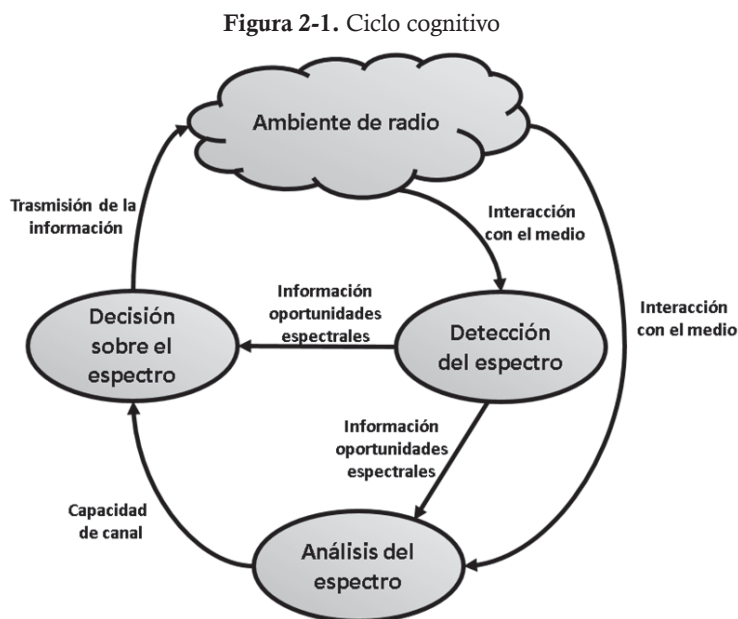 Figura 2-1. Ciclo cognitivo
Ambiente de radio
Trasmisión de la
información
Interacción
con el medio
Información
oportunidades
espectrales
Interacción
con el medio
Decisión
sobre el
espectro
Detección
del espectro
Información
oportunidades
espectrales
Capacidad
de canal
Análisis del
espectro